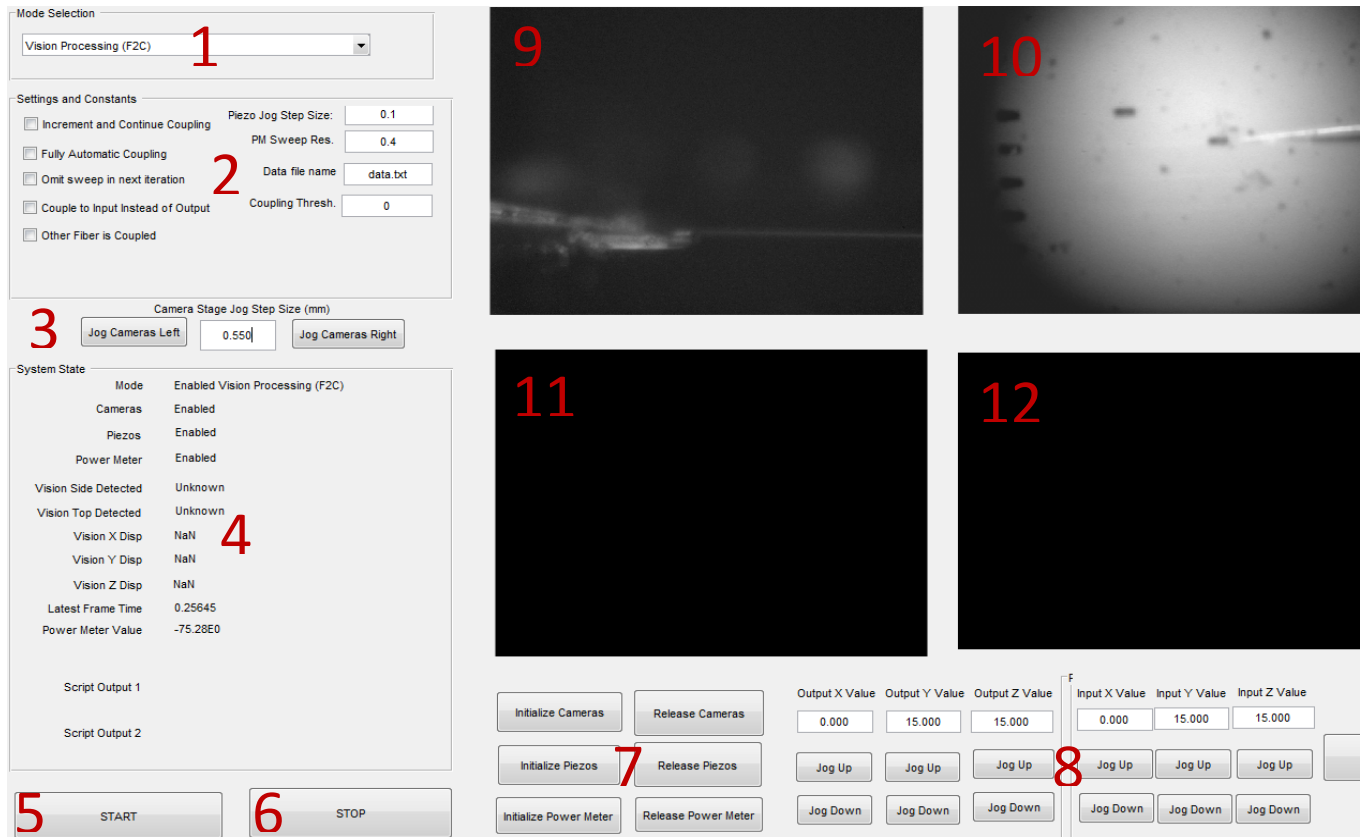 Mode Selection
Vision Processing (F2C)
1
Settings and Constants
Increment and Continue Coupling
Fully Automatic Coupling
Omit sweep in next iteration
Couple to Input Instead of Output
Other Fiber is Coupled
2
Piezo Jog Step Size: 0.1
PM Sweep Res. 0.4
Data file name data.txt
Coupling Thresh. 0
3
Camera Stage Jog Step Size (mm)
Jog Cameras Left 0.550 Jog Cameras Right
System State
Mode Enabled Vision Processing (F2C)
Cameras Enabled
Piezos Enabled
Power Meter Enabled
Vision Side Detected Unknown
Vision Top Detected Unknown
Vision X Disp NaN
4
Vision Y Disp NaN
Vision Z Disp NaN
Latest Frame Time 0.25645
Power Meter Value -75.28E0
Script Output 1
Script Output 2
5 START
6 STOP
9
10
11
12
Initialize Cameras Release Cameras
Initialize Piezos 7 Release Piezos
Initialize Power Meter Release Power Meter
Output X Value Output Y Value Output Z Value
0.000 15.000 15.000
Jog Up Jog Up Jog Up
Jog Down Jog Down Jog Down
8
Input X Value Input Y Value Input Z Value
0.000 15.000 15.000
Jog Up Jog Up Jog Up
Jog Down Jog Down Jog Down